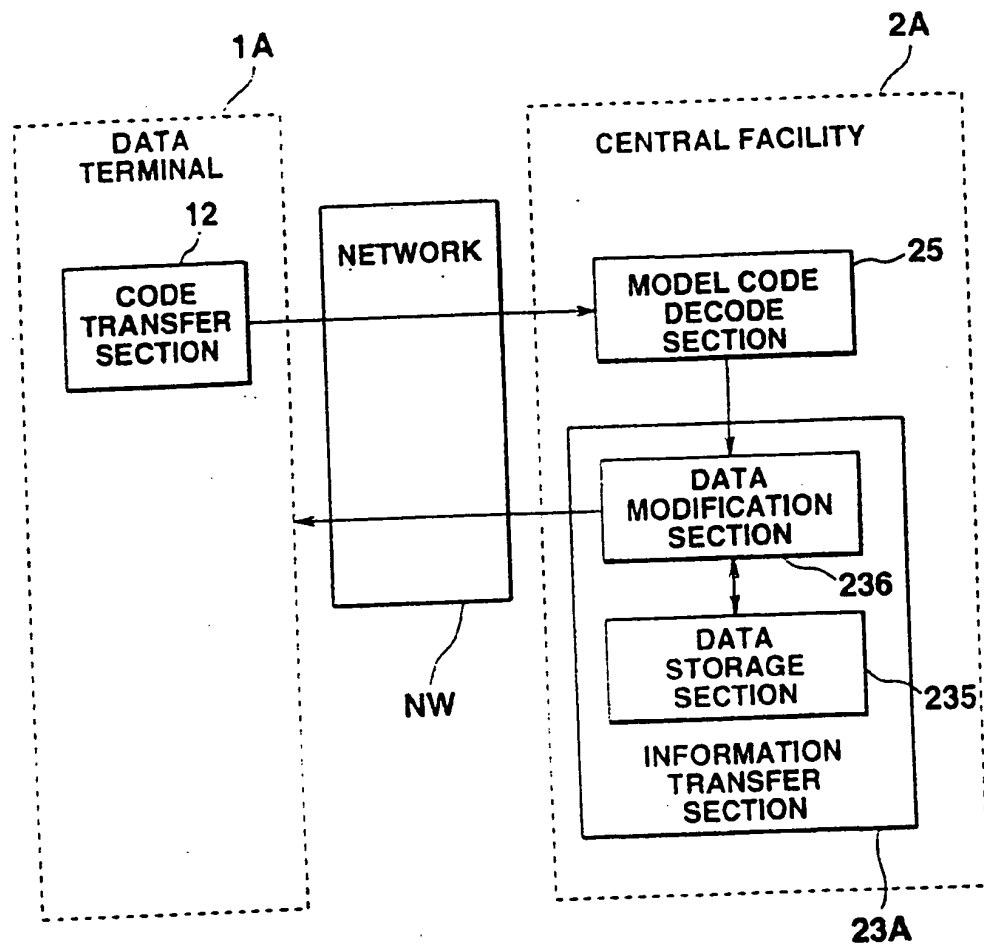 1A
2A
DATA
TERMINAL
CENTRAL FACILITY
12
NETWORK
25
CODE
TRANSFER
SECTION
MODEL CODE
DECODE
SECTION
DATA
MODIFICATION
SECTION
236
DATA
STORAGE
SECTION
235
NW
INFORMATION
TRANSFER
SECTION
23A